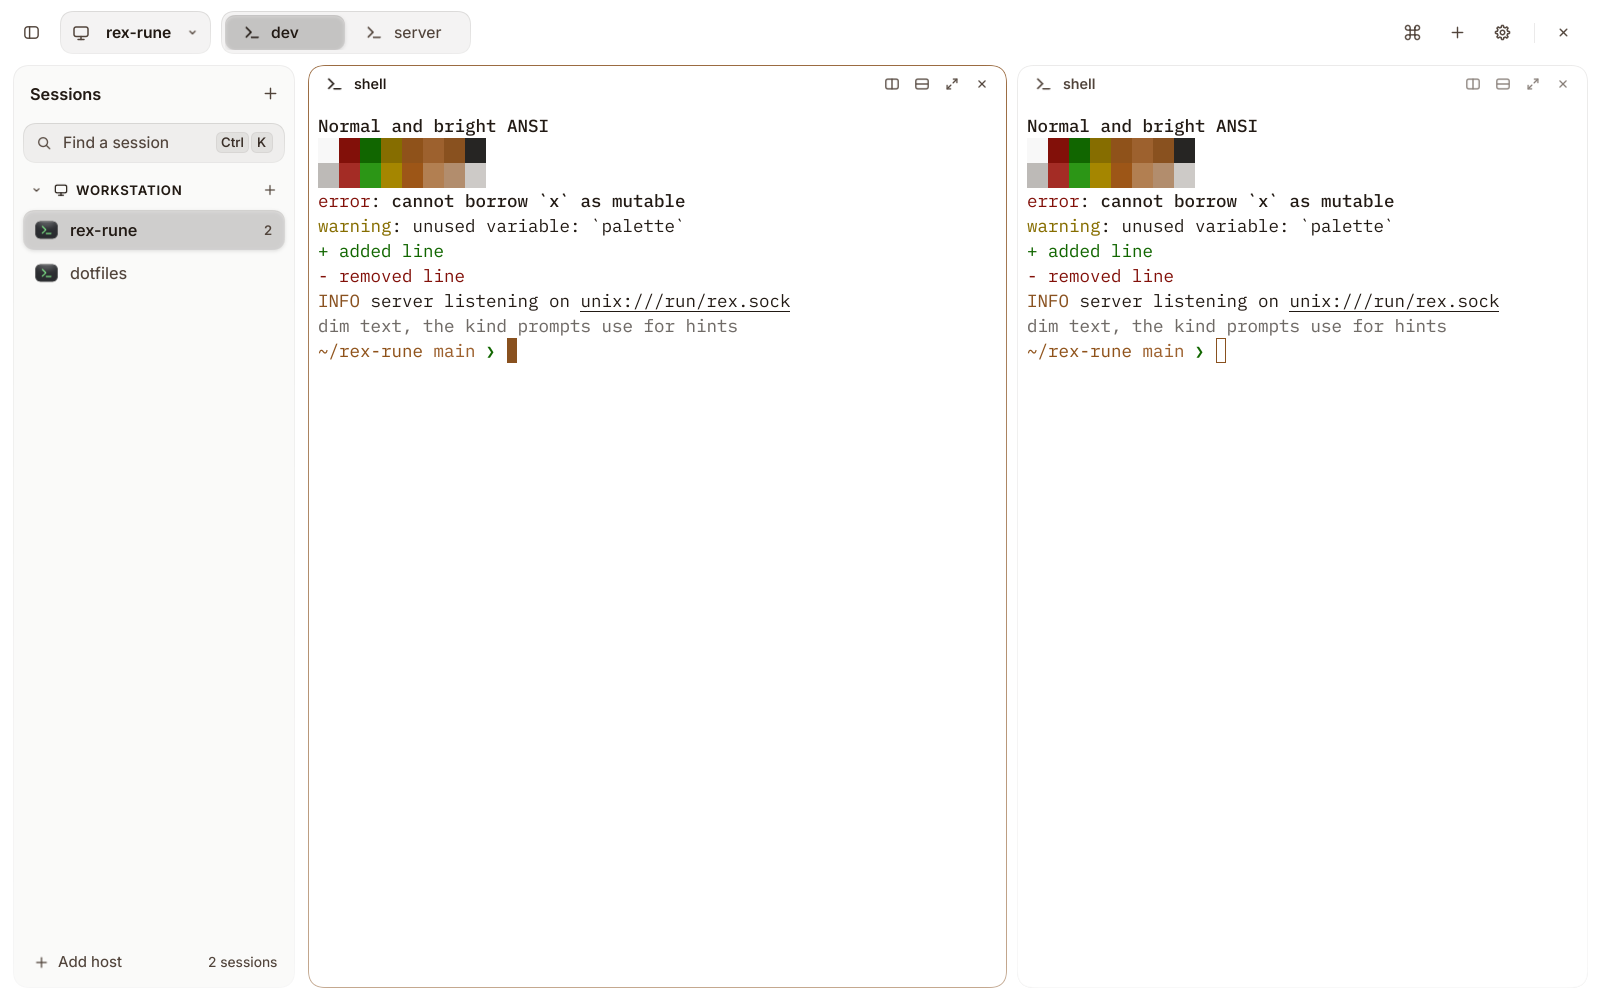 rex-rune
dev
server
Sessions
Find a session
Ctrl K
WORKSTATION
rex-rune 2
dotfiles
Add host
2 sessions
shell
Normal and bright ANSI
error: cannot borrow `x` as mutable
warning: unused variable: `palette`
+ added line
- removed line
INFO server listening on unix:///run/rex.sock
dim text, the kind prompts use for hints
~/rex-rune main ❯
shell
Normal and bright ANSI
error: cannot borrow `x` as mutable
warning: unused variable: `palette`
+ added line
- removed line
INFO server listening on unix:///run/rex.sock
dim text, the kind prompts use for hints
~/rex-rune main ❯